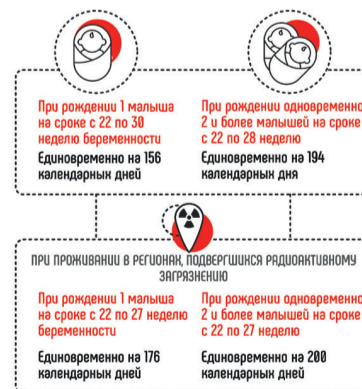 При рождении 1 малыша
на сроке с 22 по 30
неделю беременности
Единовременно на 156
календарных дней
При рождении одновременно
2 и более малышей на сроке
с 22 по 28 неделю
Единовременно на 194
календарных дня
ПРИ ПРОЖИВАНИИ В РЕГИОНАХ, ПОДВЕРГШИХСЯ РАДИОАКТИВНОМУ
ЗАГРЯЗНЕНИЮ
При рождении 1 малыша
на сроке с 22 по 27 неделю
беременности
Единовременно на 176
календарных дней
При рождении одновременно
2 и более малышей на сроке
с 22 по 27 неделю
Единовременно на 200
календарных дней